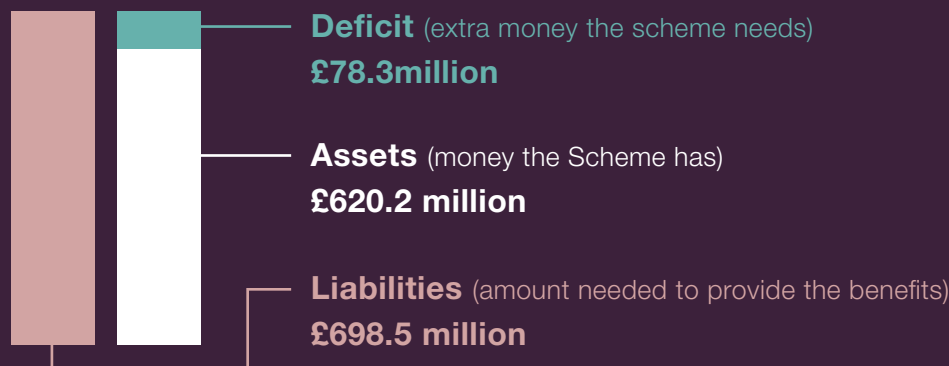 Deficit (extra money the scheme needs)
£78.3million
Assets (money the Scheme has)
£620.2 million
Liabilities (amount needed to provide the benefits)
£698.5 million